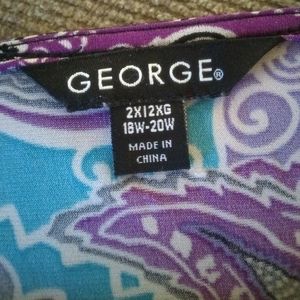 GEORGE®
2X|2XG
18W-20W
MADE IN
CHINA